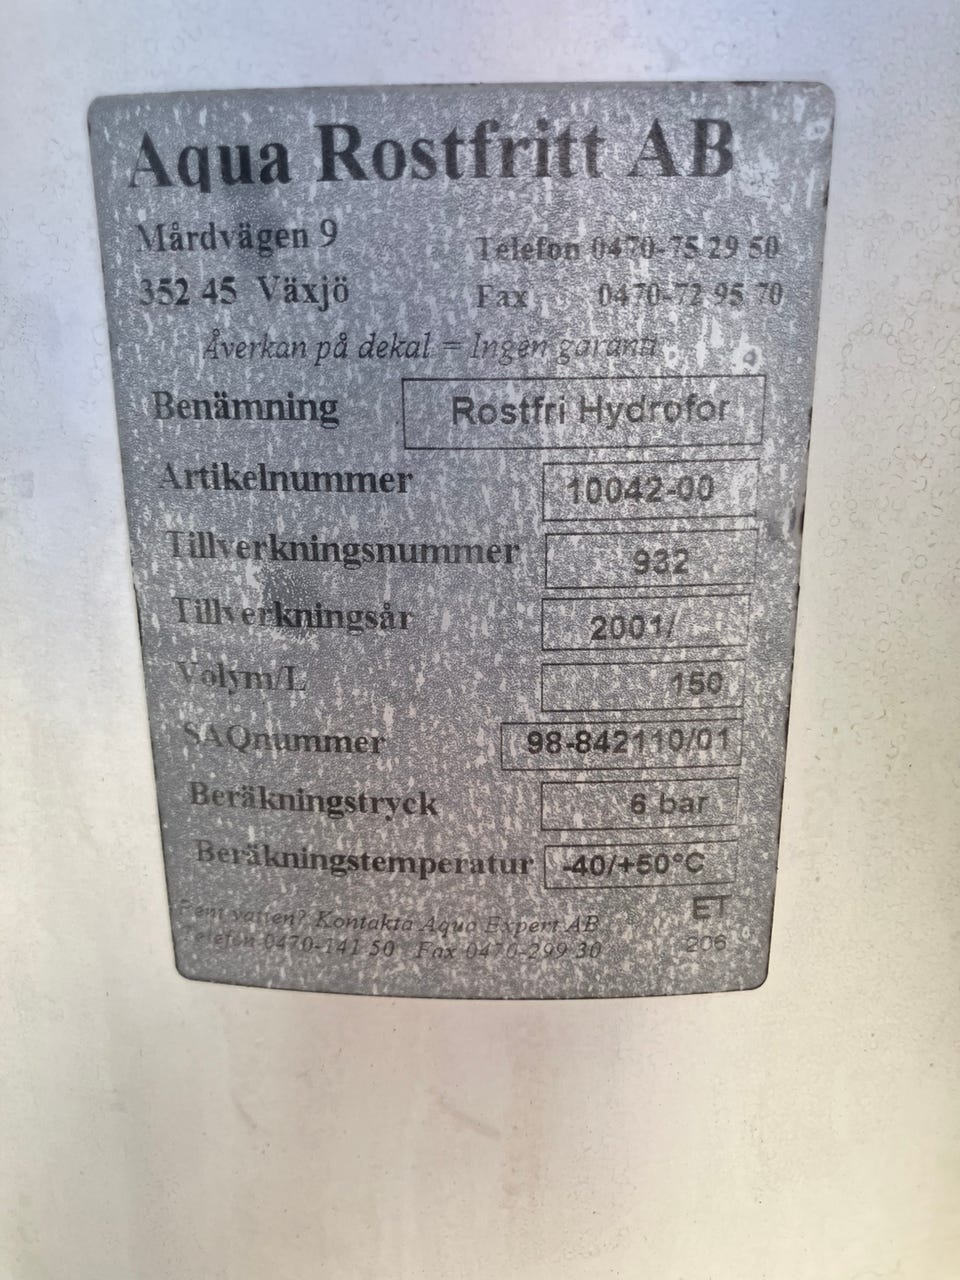 Aqua Rostfritt AB
Mårdvägen 9 Telefon 0470-75 29 50
352 45 Växjö Fax 0470-72 95 70
Åverkan på dekal = Ingen garanti
Benämning Rostfri Hydrofor
Artikelnummer 10042-00
Tillverkningsnummer 932
Tillverkningsår 2001/
Volym/L 150
SAQnummer 98-842110/01
Beräkningstryck 6 bar
Beräkningstemperatur -40/+50°C
ET
Rent vatten? Kontakta Aqua Expert AB
Telefon 0470-141 50 Fax 0470-299 30 206